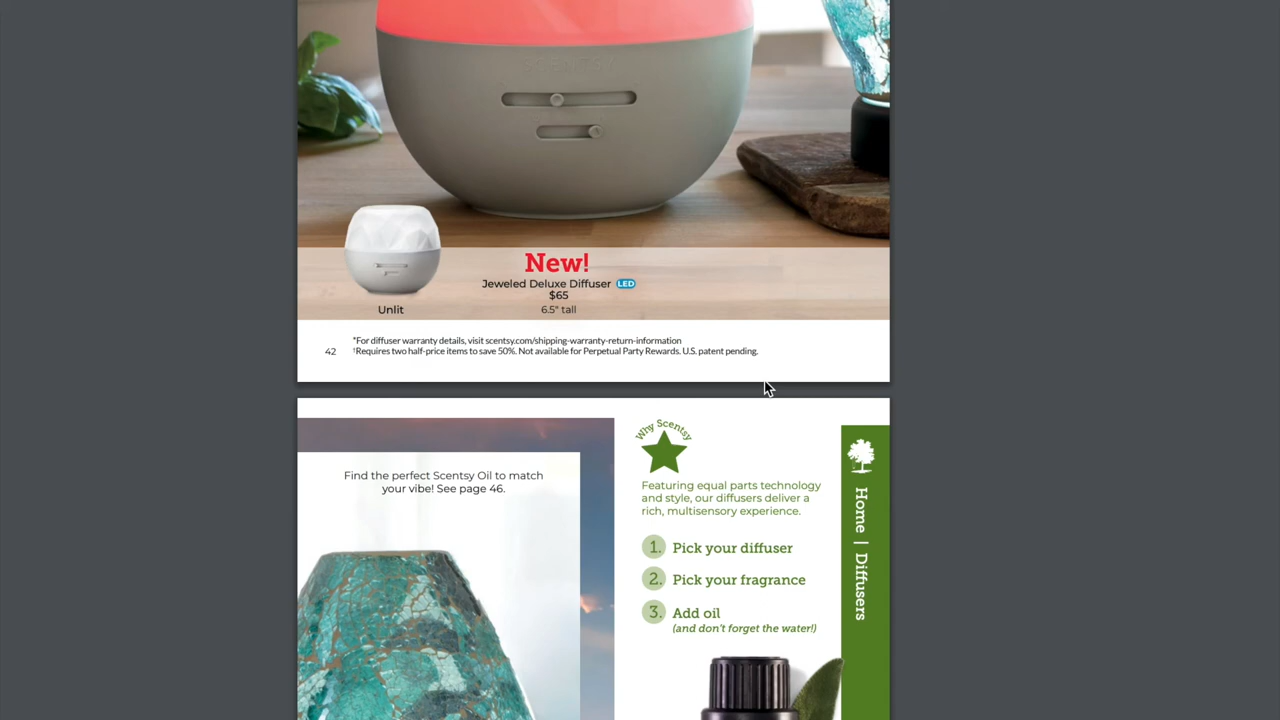 SCENTSY
New!
Jeweled Deluxe Diffuser LED
$65
6.5" tall
Unlit
*For diffuser warranty details, visit scentsy.com/shipping-warranty-return-information
†Requires two half-price items to save 50%. Not available for Perpetual Party Rewards. U.S. patent pending.
42
Find the perfect Scentsy Oil to match
your vibe! See page 46.
Why Scentsy
Featuring equal parts technology
and style, our diffusers deliver a
rich, multisensory experience.
1. Pick your diffuser
2. Pick your fragrance
3. Add oil
(and don't forget the water!)
Home | Diffusers